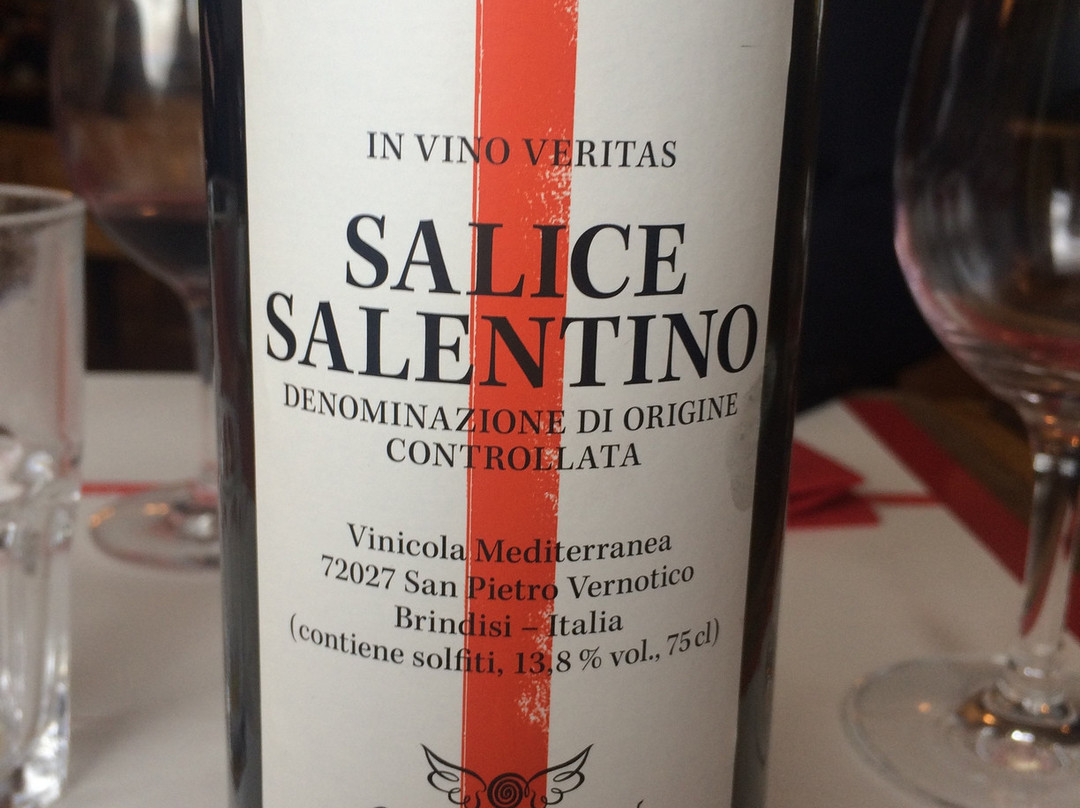 IN VINO VERITAS
SALICE
SALENTINO
DENOMINAZIONE DI ORIGINE
CONTROLLATA
Vinicola Mediterranea
72027 San Pietro Vernotico
Brindisi – Italia
(contiene solfiti, 13,8 % vol., 75 cl)